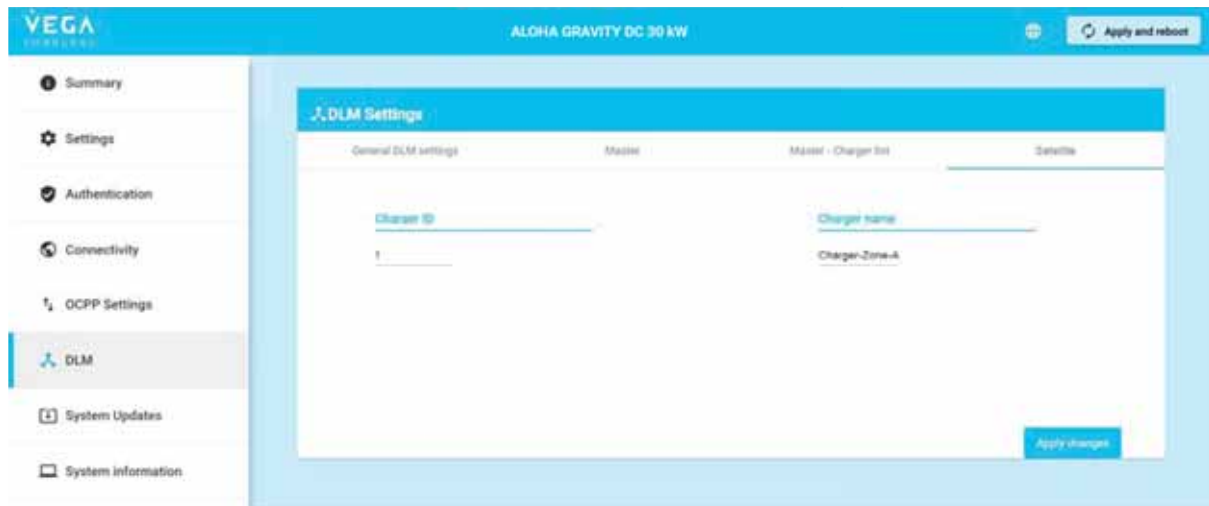 VEGA
ALOHA GRAVITY DC 30 kW
Apply and reboot
Summary
Settings
Authentication
Connectivity
OCPP Settings
DLM
System Updates
System information
DLM Settings
General DLM settings
Master
Master - Charger list
Satellite
Charger ID
Charger name
1
Charger-Zone-A
Apply changes